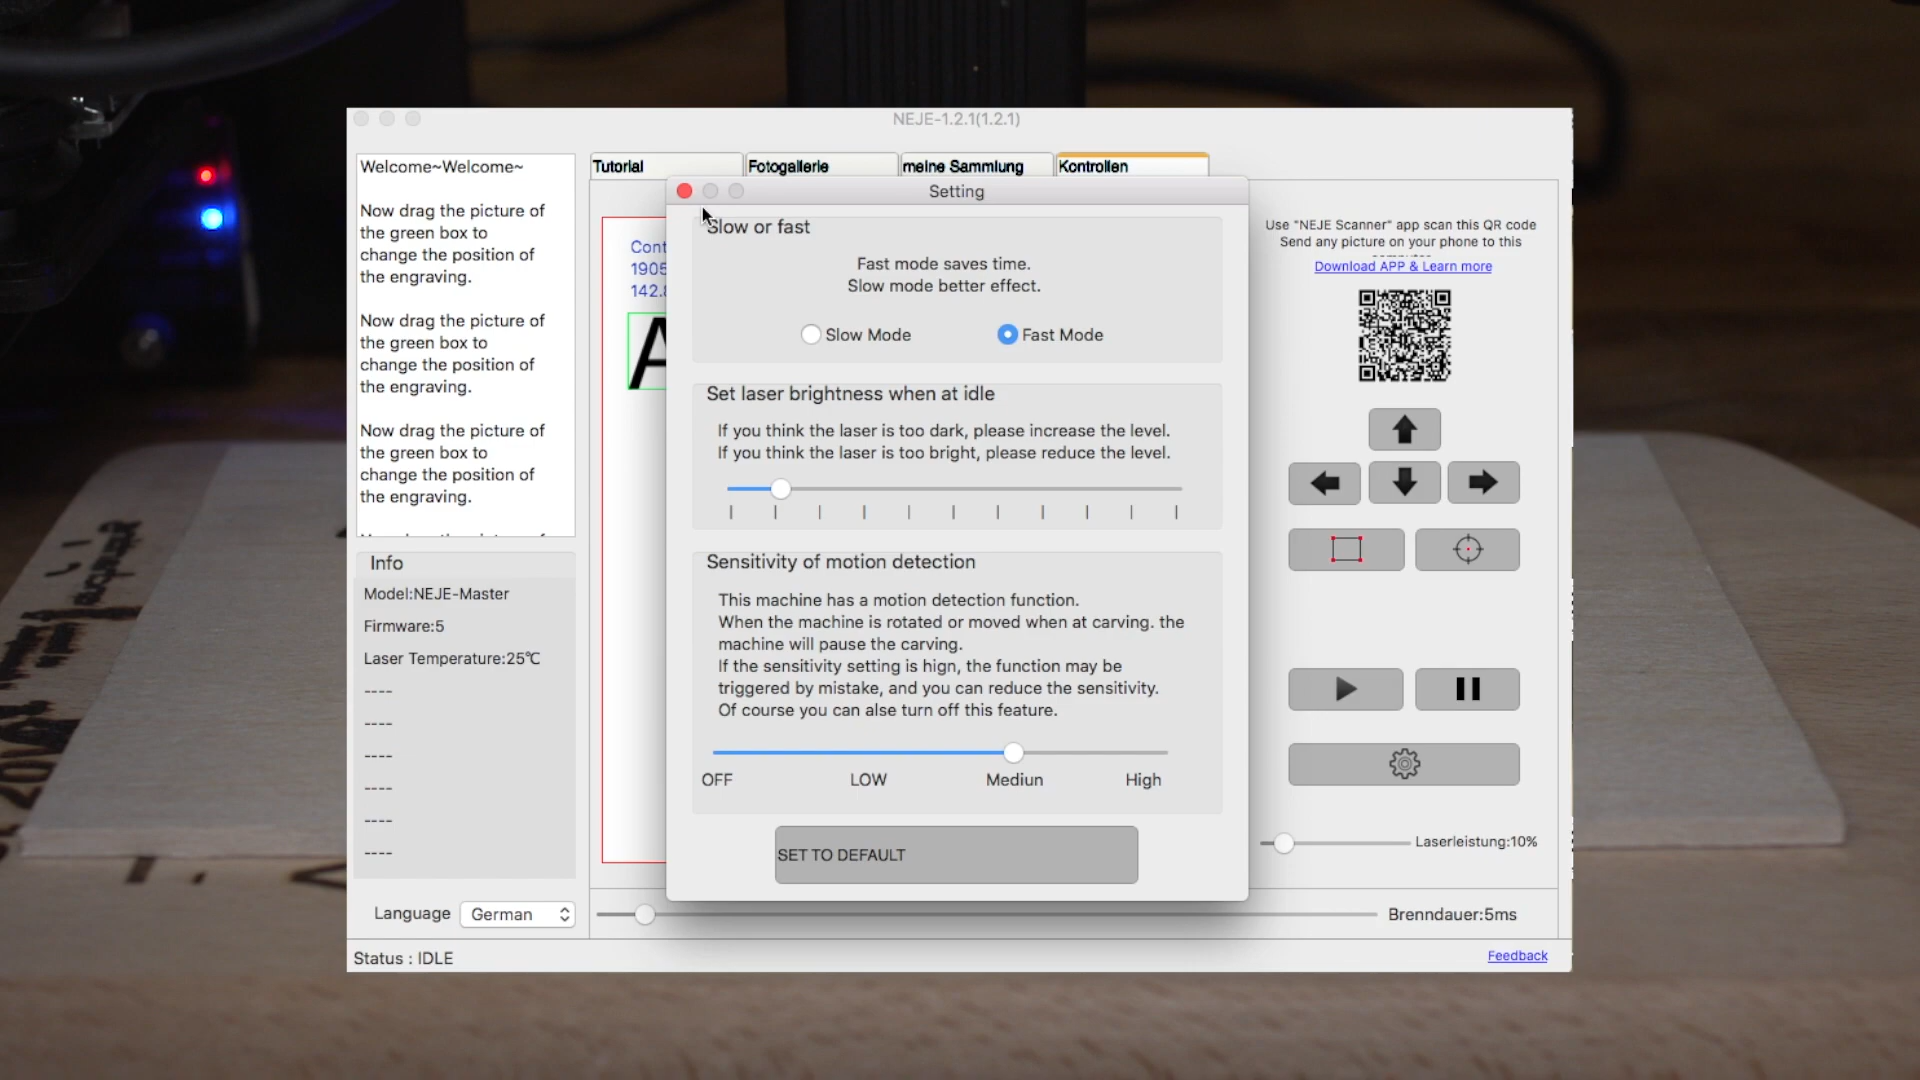 NEJE-1.2.1(1.2.1)
Welcome~Welcome~
Now drag the picture of
the green box to
change the position of
the engraving.
Now drag the picture of
the green box to
change the position of
the engraving.
Now drag the picture of
the green box to
change the position of
the engraving.
Info
Model:NEJE-Master
Firmware:5
Laser Temperature:25℃
----
----
----
----
----
----
Language German
Status : IDLE
Tutorial
Fotogallerie
meine Sammlung
Kontrollen
Cont
1905
142.
A
Setting
Slow or fast
Fast mode saves time.
Slow mode better effect.
Slow Mode
Fast Mode
Set laser brightness when at idle
If you think the laser is too dark, please increase the level.
If you think the laser is too bright, please reduce the level.
Sensitivity of motion detection
This machine has a motion detection function.
When the machine is rotated or moved when at carving. the
machine will pause the carving.
If the sensitivity setting is hign, the function may be
triggered by mistake, and you can reduce the sensitivity.
Of course you can alse turn off this feature.
OFF
LOW
Mediun
High
SET TO DEFAULT
Use "NEJE Scanner" app scan this QR code
Send any picture on your phone to this
Download APP & Learn more
Laserleistung:10%
Brenndauer:5ms
Feedback